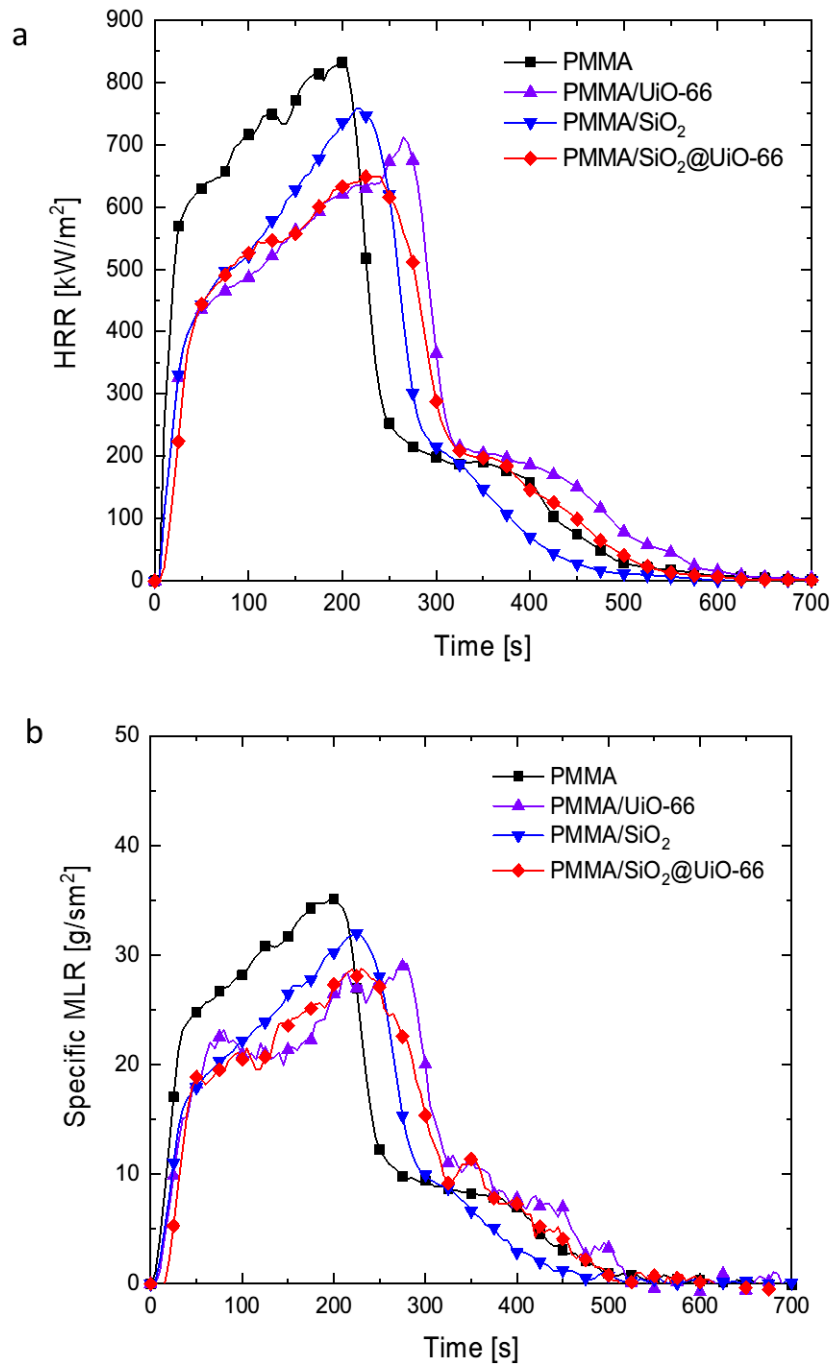 a
900
800
700
600
500
400
300
200
100
0
HRR [kW/m²]
PMMA
PMMA/UiO-66
PMMA/SiO₂
PMMA/SiO₂@UiO-66
0 100 200 300 400 500 600 700
Time [s]
b
50
40
30
20
10
0
Specific MLR [g/sm²]
PMMA
PMMA/UiO-66
PMMA/SiO₂
PMMA/SiO₂@UiO-66
0 100 200 300 400 500 600 700
Time [s]